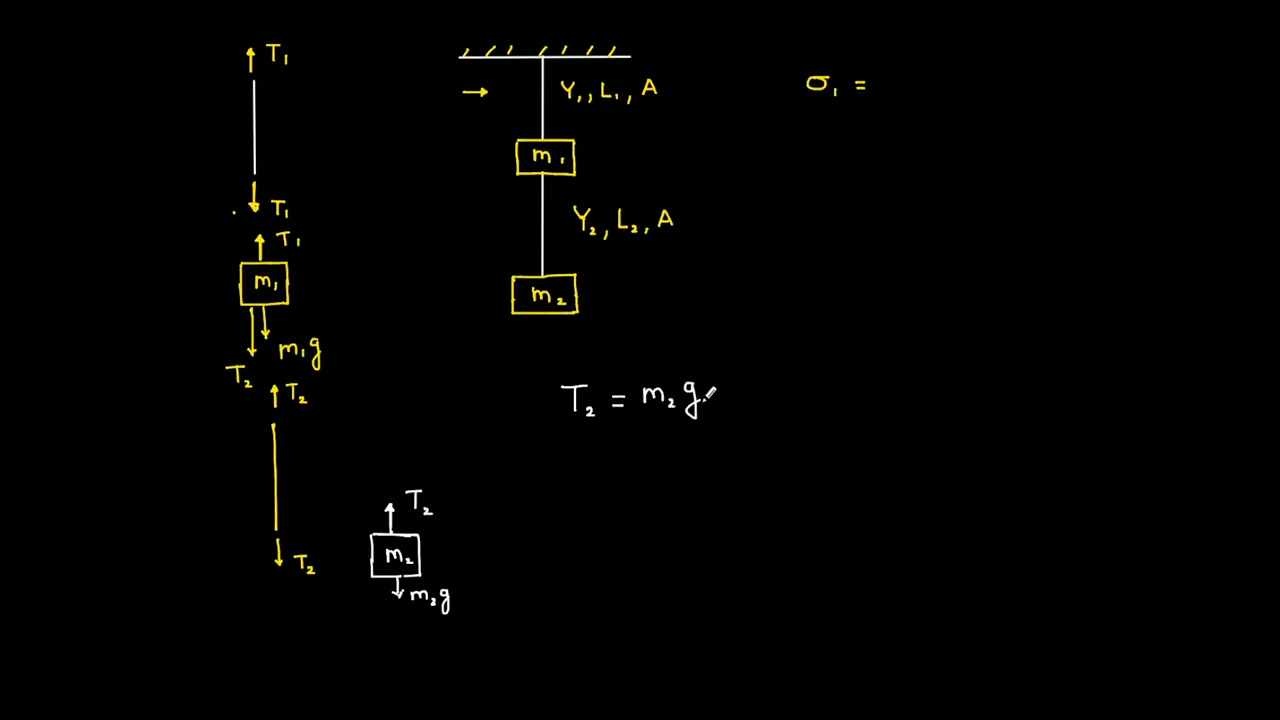 T₁
Y₁, L₁, A
σ₁ =
m₁
T₁
Y₂, L₂, A
T₁
m₁
m₂
m₁g
T₂
T₂
T₂ = m₂g
T₂
m₂
T₂
m₂g